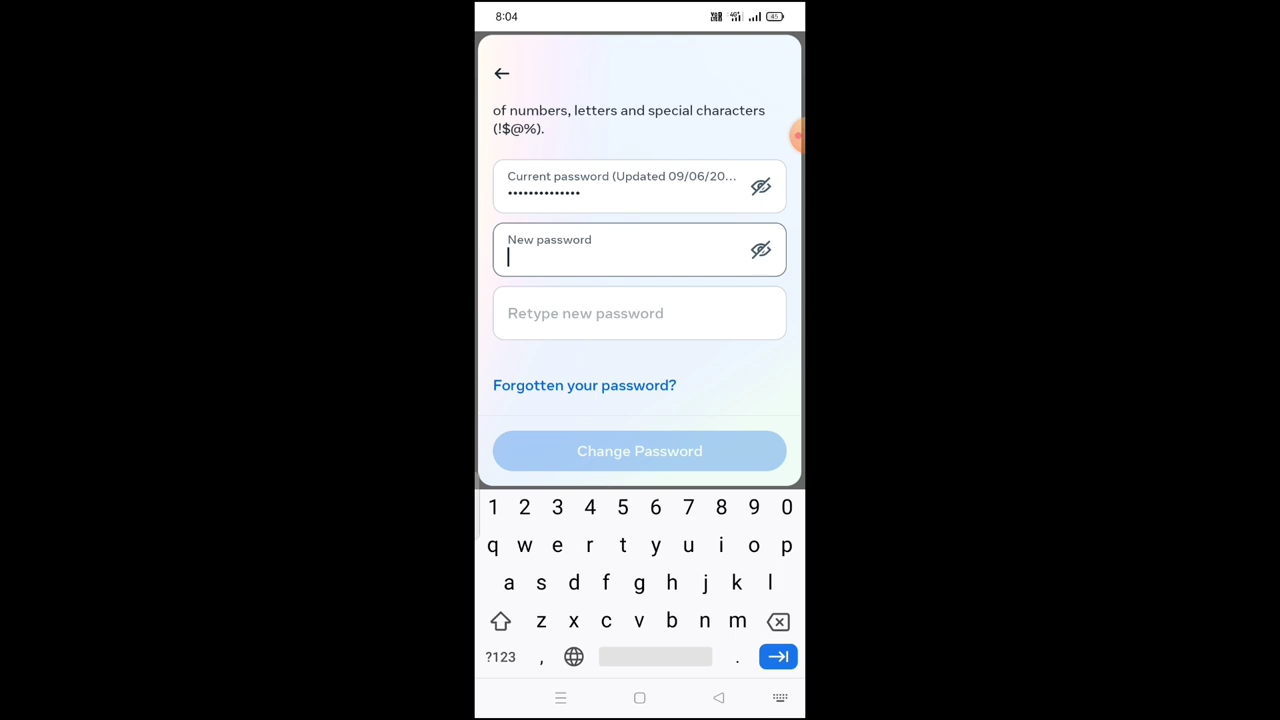 8:04
45
of numbers, letters and special characters
(!$@%).
Current password (Updated 09/06/20...
••••••••••••••
New password
Retype new password
Forgotten your password?
Change Password
1 2 3 4 5 6 7 8 9 0
q w e r t y u i o p
a s d f g h j k l
z x c v b n m
?123 , .